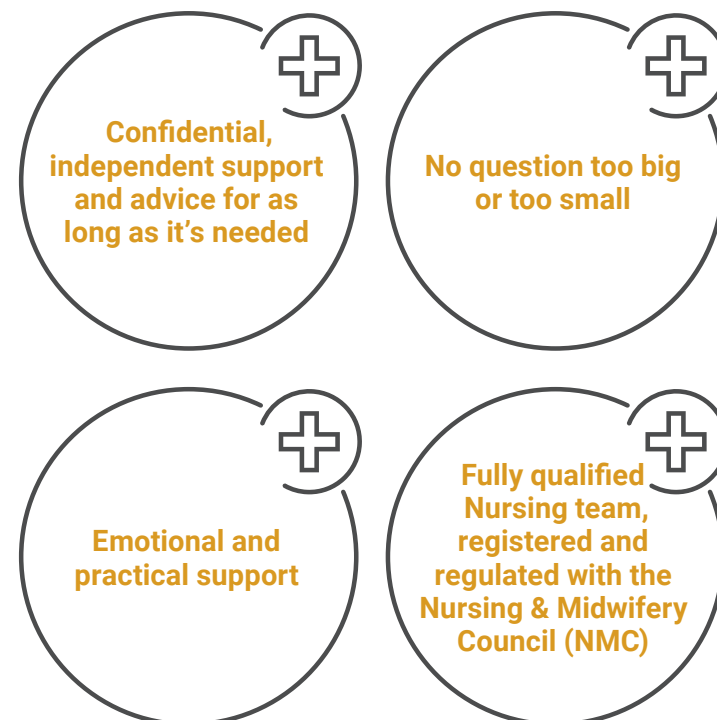 Confidential,
independent support
and advice for as
long as it’s needed
No question too big
or too small
Emotional and
practical support
Fully qualified
Nursing team,
registered and
regulated with the
Nursing & Midwifery
Council (NMC)